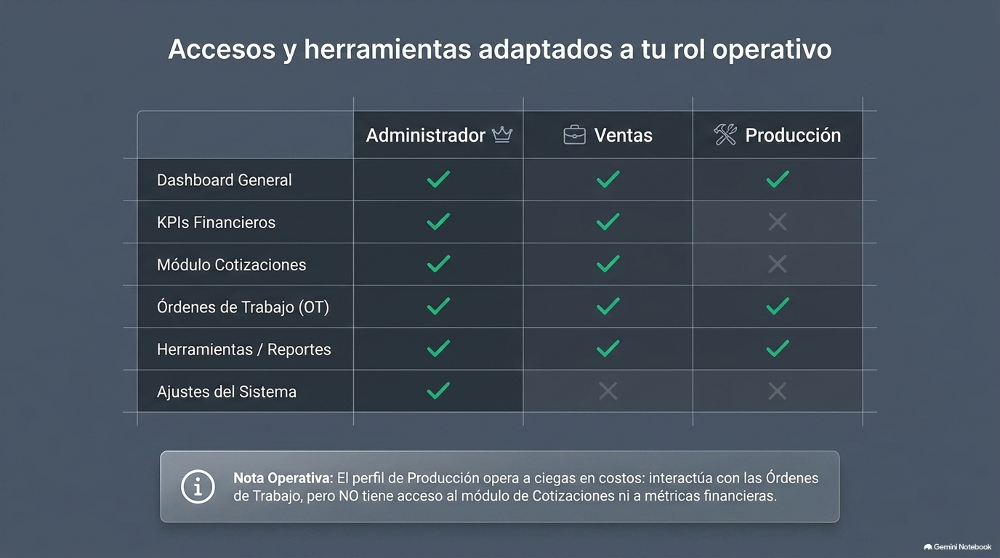 Accesos y herramientas adaptados a tu rol operativo
Administrador
Ventas
Producción
Dashboard General
KPIs Financieros
Módulo Cotizaciones
Órdenes de Trabajo (OT)
Herramientas / Reportes
Ajustes del Sistema
Nota Operativa: El perfil de Producción opera a ciegas en costos: interactúa con las Órdenes
de Trabajo, pero NO tiene acceso al módulo de Cotizaciones ni a métricas financieras.
Gemini Notebook